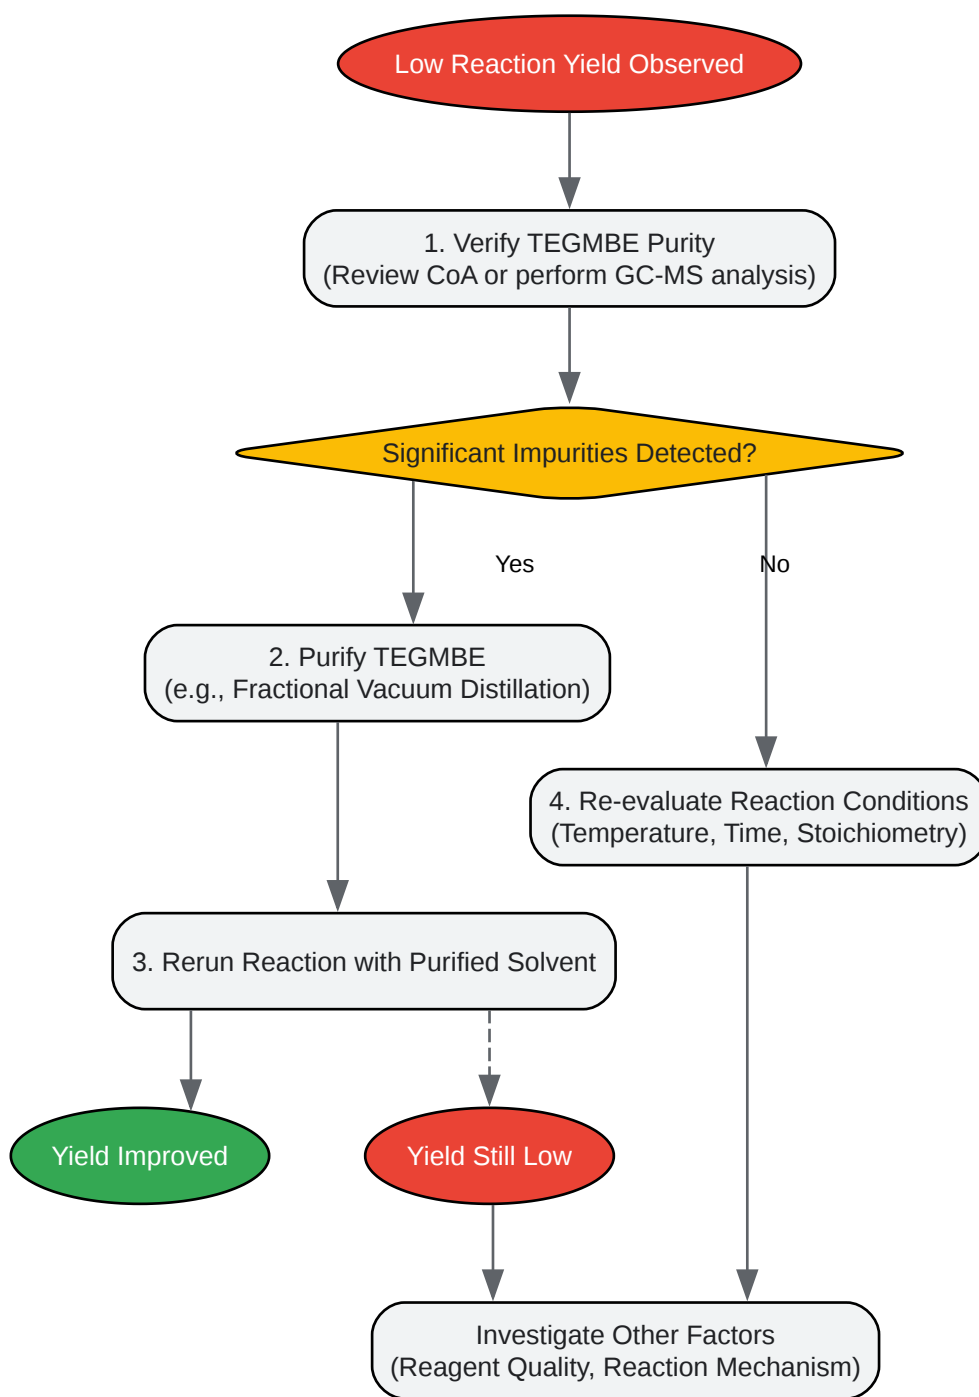 Low Reaction Yield Observed
1. Verify TEGMBE Purity
(Review CoA or perform GC-MS analysis)
Significant Impurities Detected?
Yes
No
2. Purify TEGMBE
(e.g., Fractional Vacuum Distillation)
4. Re-evaluate Reaction Conditions
(Temperature, Time, Stoichiometry)
3. Rerun Reaction with Purified Solvent
Yield Improved
Yield Still Low
Investigate Other Factors
(Reagent Quality, Reaction Mechanism)